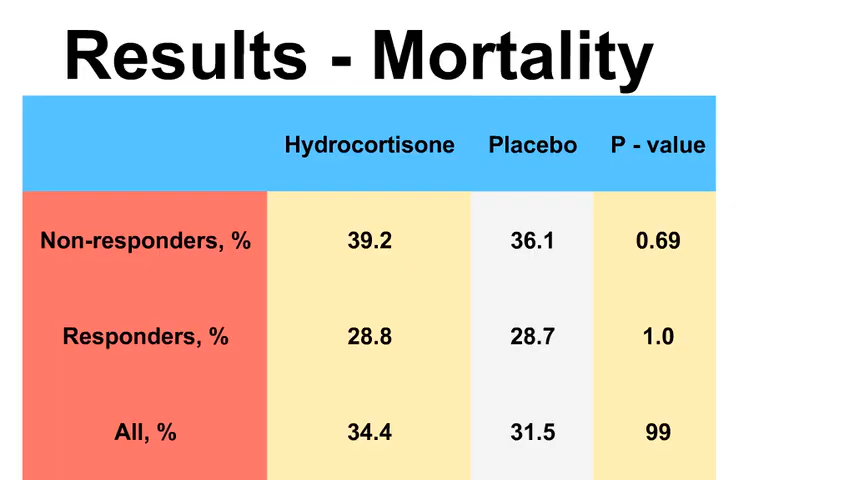 Results - Mortality
Hydrocortisone Placebo P - value
Non-responders, % 39.2 36.1 0.69
Responders, % 28.8 28.7 1.0
All, % 34.4 31.5 99